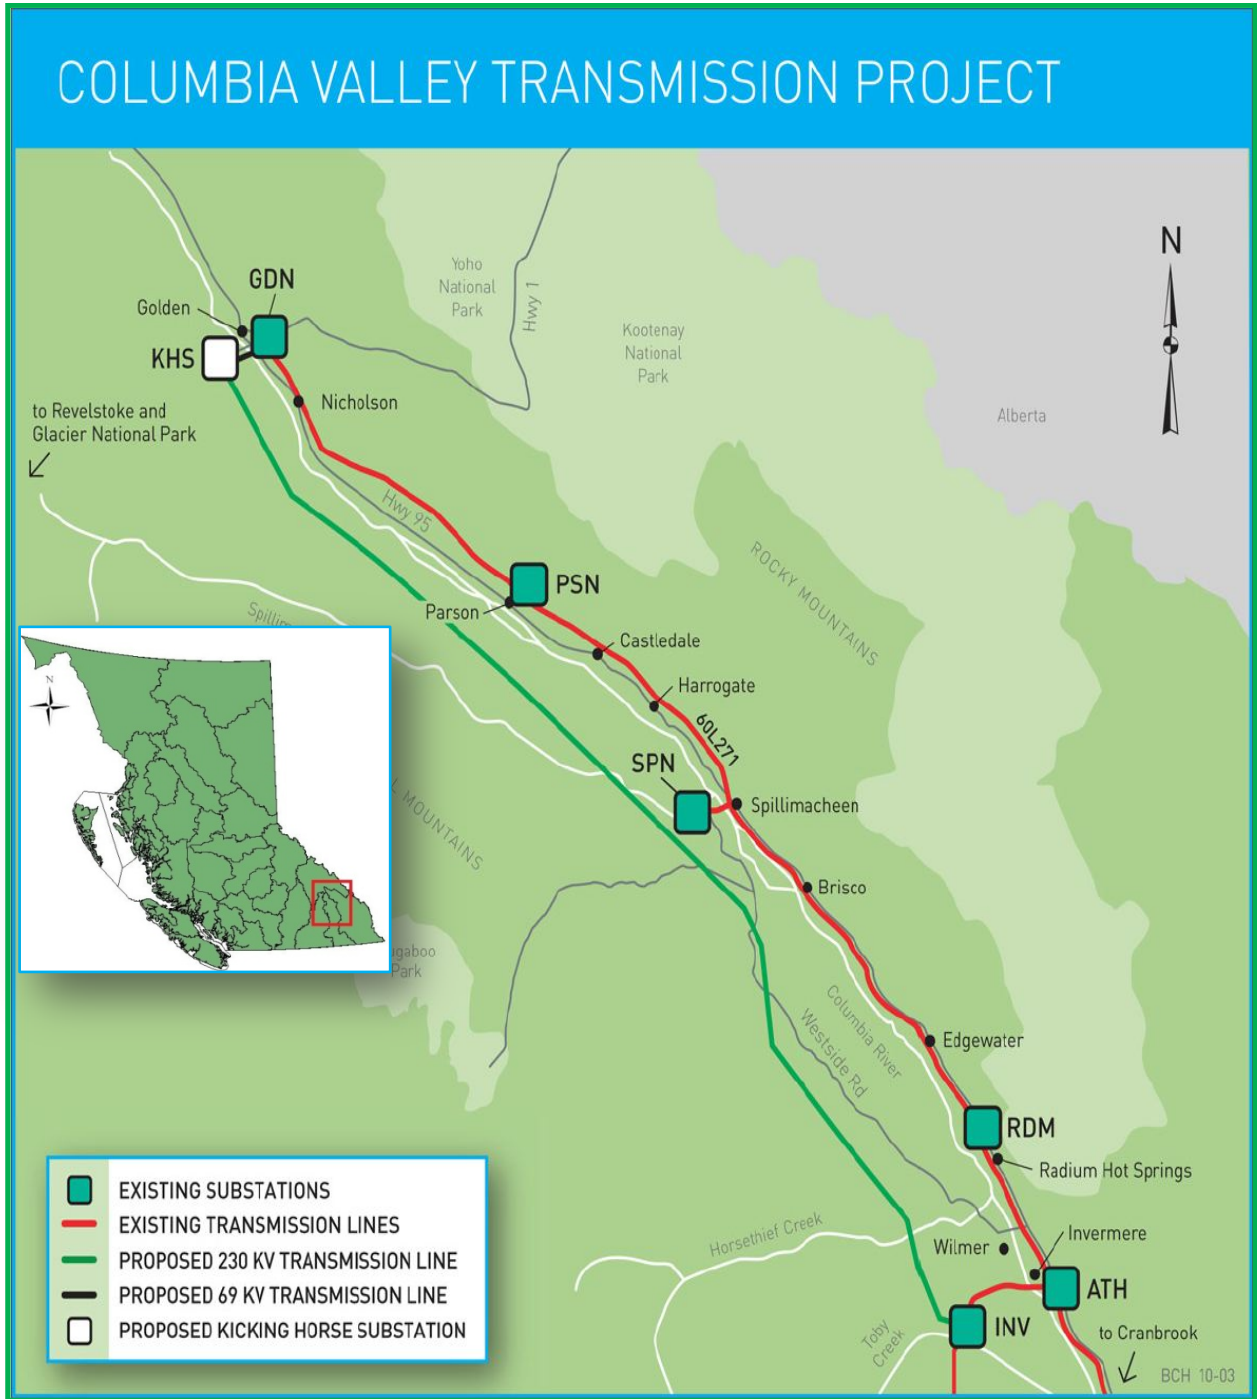 COLUMBIA VALLEY TRANSMISSION PROJECT
N
GDN
Golden
KHS
Nicholson
to Revelstoke and
Glacier National Park
Yoho
National
Park
Hwy 1
Kootenay
National
Park
Alberta
Hwy 95
ROCKY MOUNTAINS
PSN
Parson
Castledale
Harrogate
60L271
SPN
Spillimacheen
MOUNTAINS
Brisco
N
Park
Columbia River
Westside Rd
Edgewater
RDM
Radium Hot Springs
Horsethief Creek
Wilmer
Invermere
ATH
INV
Toby
Creek
to Cranbrook
BCH 10-03
EXISTING SUBSTATIONS
EXISTING TRANSMISSION LINES
PROPOSED 230 KV TRANSMISSION LINE
PROPOSED 69 KV TRANSMISSION LINE
PROPOSED KICKING HORSE SUBSTATION